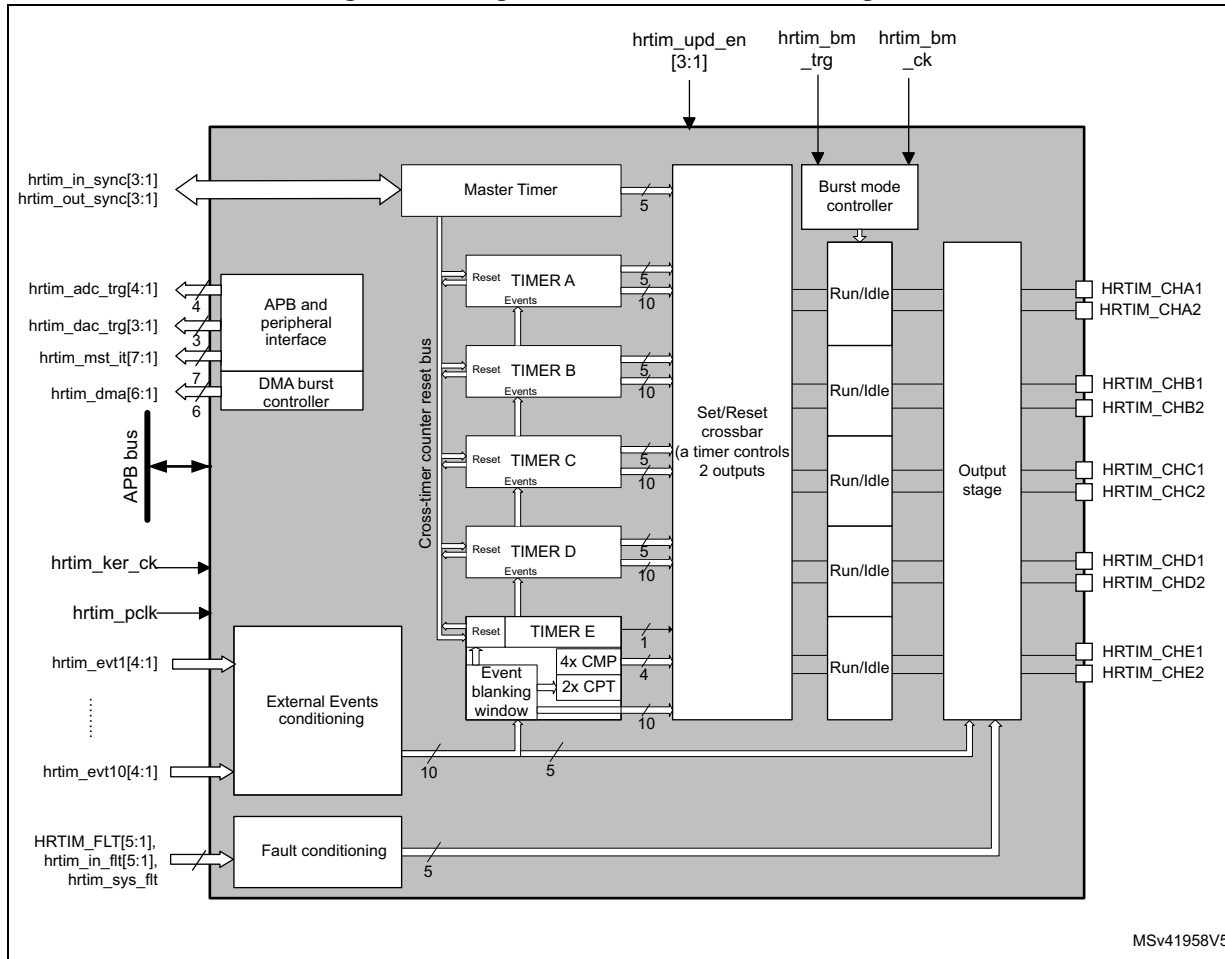 hrtim_upd_en
[3:1]
hrtim_bm
_trg
hrtim_bm
_ck
hrtim_in_sync[3:1]
hrtim_out_sync[3:1]
Master Timer
5
Burst mode
controller
hrtim_adc_trg[4:1]
4
hrtim_dac_trg[3:1]
3
hrtim_mst_it[7:1]
7
hrtim_dma[6:1]
6
APB and
peripheral
interface
DMA burst
controller
APB bus
Cross-timer counter reset bus
Reset
TIMER A
Events
5
10
Reset
TIMER B
Events
5
10
Reset
TIMER C
Events
5
10
Reset
TIMER D
Events
5
10
Reset
TIMER E
1
4x CMP
4
2x CPT
Event
blanking
window
10
Set/Reset
crossbar
(a timer controls
2 outputs
Run/Idle
Run/Idle
Run/Idle
Run/Idle
Run/Idle
Output
stage
HRTIM_CHA1
HRTIM_CHA2
HRTIM_CHB1
HRTIM_CHB2
HRTIM_CHC1
HRTIM_CHC2
HRTIM_CHD1
HRTIM_CHD2
HRTIM_CHE1
HRTIM_CHE2
hrtim_ker_ck
hrtim_pclk
hrtim_evt1[4:1]
hrtim_evt10[4:1]
External Events
conditioning
10
5
HRTIM_FLT[5:1],
hrtim_in_flt[5:1],
hrtim_sys_flt
Fault conditioning
5
MSv41958V5